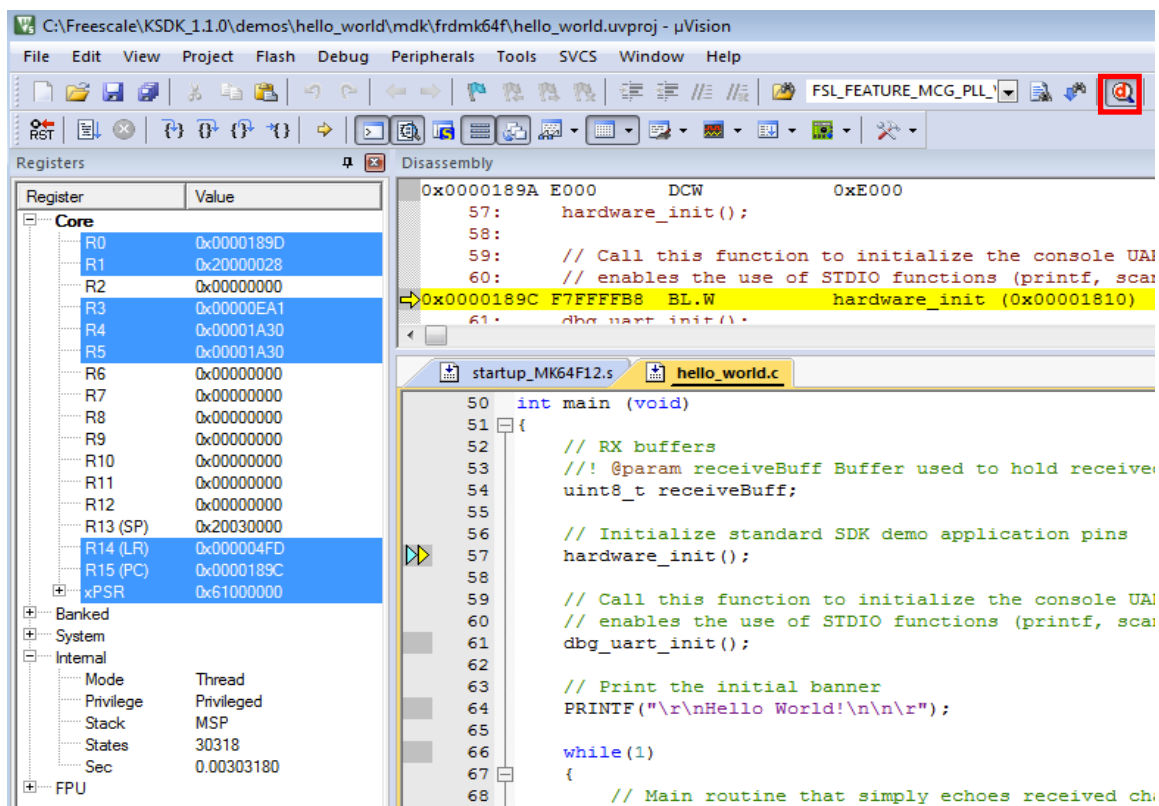 C:\Freescale\KSDK_1.1.0\demos\hello_world\mdk\frdmk64f\hello_world.uvproj - µVision
File Edit View Project Flash Debug Peripherals Tools SVCS Window Help
FSL_FEATURE_MCG_PLL_
RST
Registers
Register Value
Core
R0 0x0000189D
R1 0x20000028
R2 0x00000000
R3 0x00000EA1
R4 0x00001A30
R5 0x00001A30
R6 0x00000000
R7 0x00000000
R8 0x00000000
R9 0x00000000
R10 0x00000000
R11 0x00000000
R12 0x00000000
R13 (SP) 0x20030000
R14 (LR) 0x000004FD
R15 (PC) 0x0000189C
xPSR 0x61000000
Banked
System
Internal
Mode Thread
Privilege Privileged
Stack MSP
States 30318
Sec 0.00303180
FPU
Disassembly
0x0000189A E000 DCW 0xE000
57: hardware_init();
58:
59: // Call this function to initialize the console UA
60: // enables the use of STDIO functions (printf, sca
0x0000189C F7FFFFB8 BL.W hardware_init (0x00001810)
61: dbg_uart_init();
startup_MK64F12.s hello_world.c
50 int main (void)
51 {
52 // RX buffers
53 //! @param receiveBuff Buffer used to hold received
54 uint8_t receiveBuff;
55
56 // Initialize standard SDK demo application pins
57 hardware_init();
58
59 // Call this function to initialize the console UA
60 // enables the use of STDIO functions (printf, sca
61 dbg_uart_init();
62
63 // Print the initial banner
64 PRINTF("\r\nHello World!\n\n\r");
65
66 while(1)
67 {
68 // Main routine that simply echoes received cha